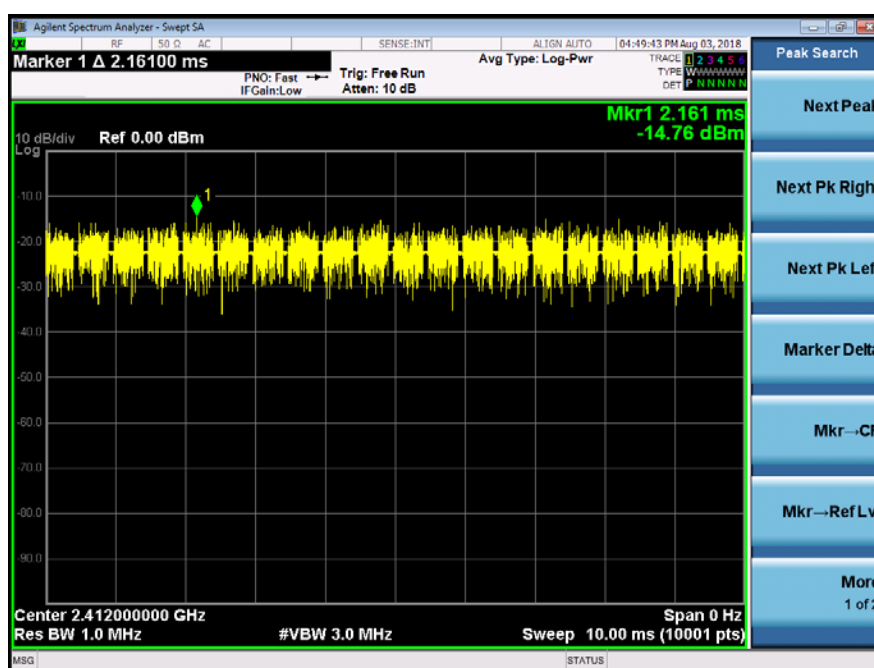 Agilent Spectrum Analyzer - Swept SA
LXI RF 50 Ω AC SENSE:INT ALIGN AUTO 04:49:43 PM Aug 03, 2018
Marker 1 Δ 2.16100 ms
PNO: Fast
IFGain:Low
Trig: Free Run
Atten: 10 dB
Avg Type: Log-Pwr
TRACE 1 2 3 4 5 6
TYPE WWWWWWW
DET P N N N N N
Mkr1 2.161 ms
-14.76 dBm
10 dB/div Ref 0.00 dBm
Log
1
-10.0
-20.0
-30.0
-40.0
-50.0
-60.0
-70.0
-80.0
-90.0
Center 2.412000000 GHz Span 0 Hz
Res BW 1.0 MHz #VBW 3.0 MHz Sweep 10.00 ms (10001 pts)
MSG STATUS
Peak Search
Next Peal
Next Pk Righ
Next Pk Lef
Marker Delta
Mkr→CF
Mkr→Ref Lv
More
1 of 2